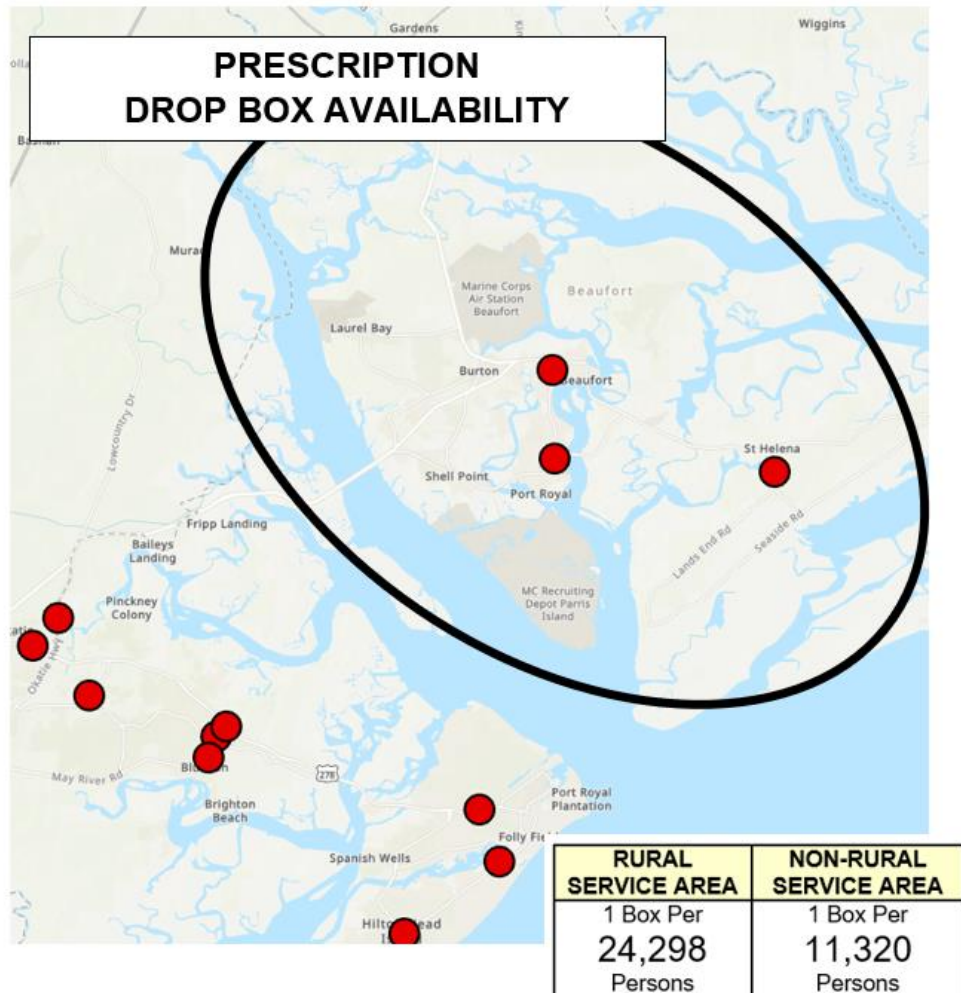 Gardens
Wiggins
PRESCRIPTION
DROP BOX AVAILABILITY
Marine Corps
Air Station
Beaufort
Beaufort
Laurel Bay
Burton
Beaufort
Lowcountry Dr
St Helena
Shell Point
Port Royal
Fripp Landing
Lands End Rd
Seaside Rd
Baileys
Landing
MC Recruiting
Depot Parris
Island
Pinckney
Colony
Okatie Hwy
May River Rd
278
Brighton
Beach
Port Royal
Plantation
Folly Fiel
Spanish Wells
RURAL
SERVICE AREA
1 Box Per
24,298
Persons
NON-RURAL
SERVICE AREA
1 Box Per
11,320
Persons